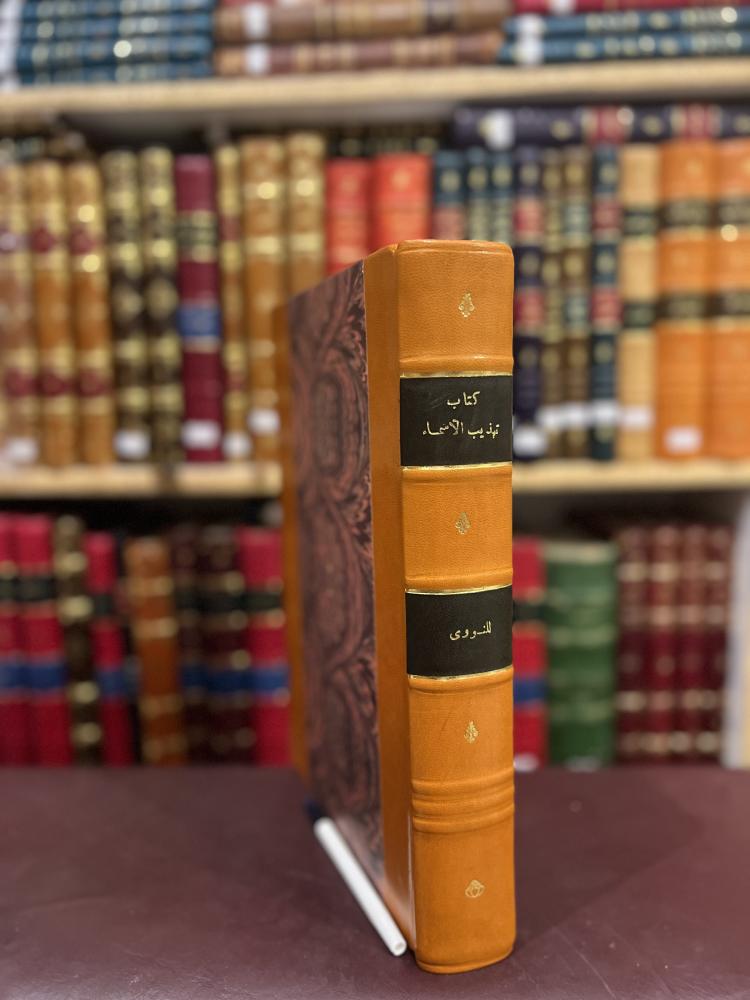 كتاب
تهذيب الأسماء
للنووى